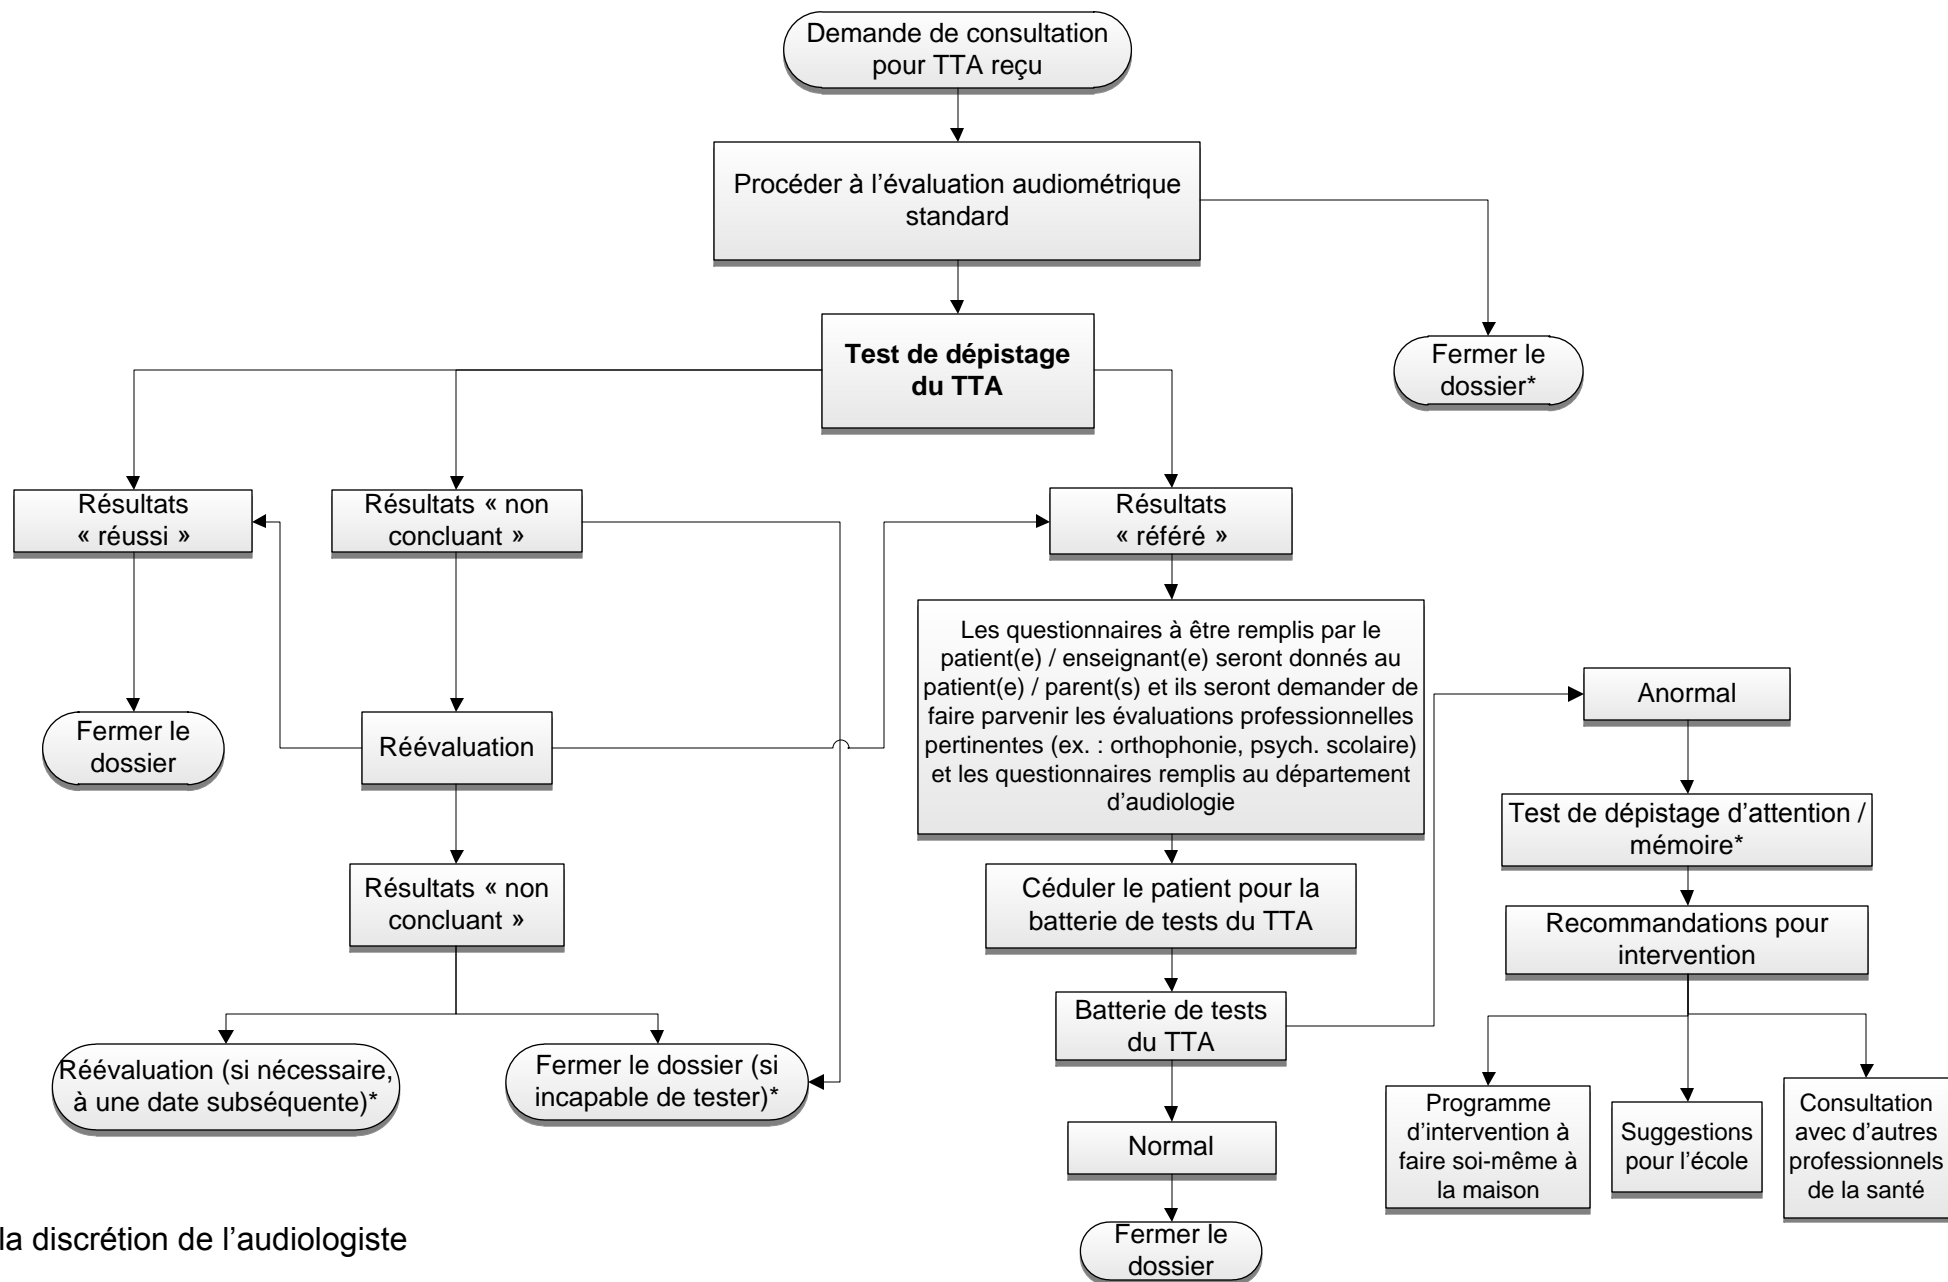 Demande de consultation
pour TTA reçu
Procéder à l’évaluation audiométrique
standard
Test de dépistage
du TTA
Fermer le
dossier*
Résultats
« réussi »
Résultats « non
concluant »
Résultats
« référé »
Fermer le
dossier
Réévaluation
Les questionnaires à être remplis par le
patient(e) / enseignant(e) seront donnés au
patient(e) / parent(s) et ils seront demander de
faire parvenir les évaluations professionnelles
pertinentes (ex. : orthophonie, psych. scolaire)
et les questionnaires remplis au département
d’audiologie
Anormal
Test de dépistage d’attention /
mémoire*
Résultats « non
concluant »
Céduler le patient pour la
batterie de tests du TTA
Recommandations pour
intervention
Batterie de tests
du TTA
Réévaluation (si nécessaire,
à une date subséquente)*
Fermer le dossier (si
incapable de tester)*
Normal
Programme
d’intervention à
faire soi-même à
la maison
Suggestions
pour l’école
Consultation
avec d’autres
professionnels
de la santé
Fermer le
dossier
la discrétion de l’audiologiste